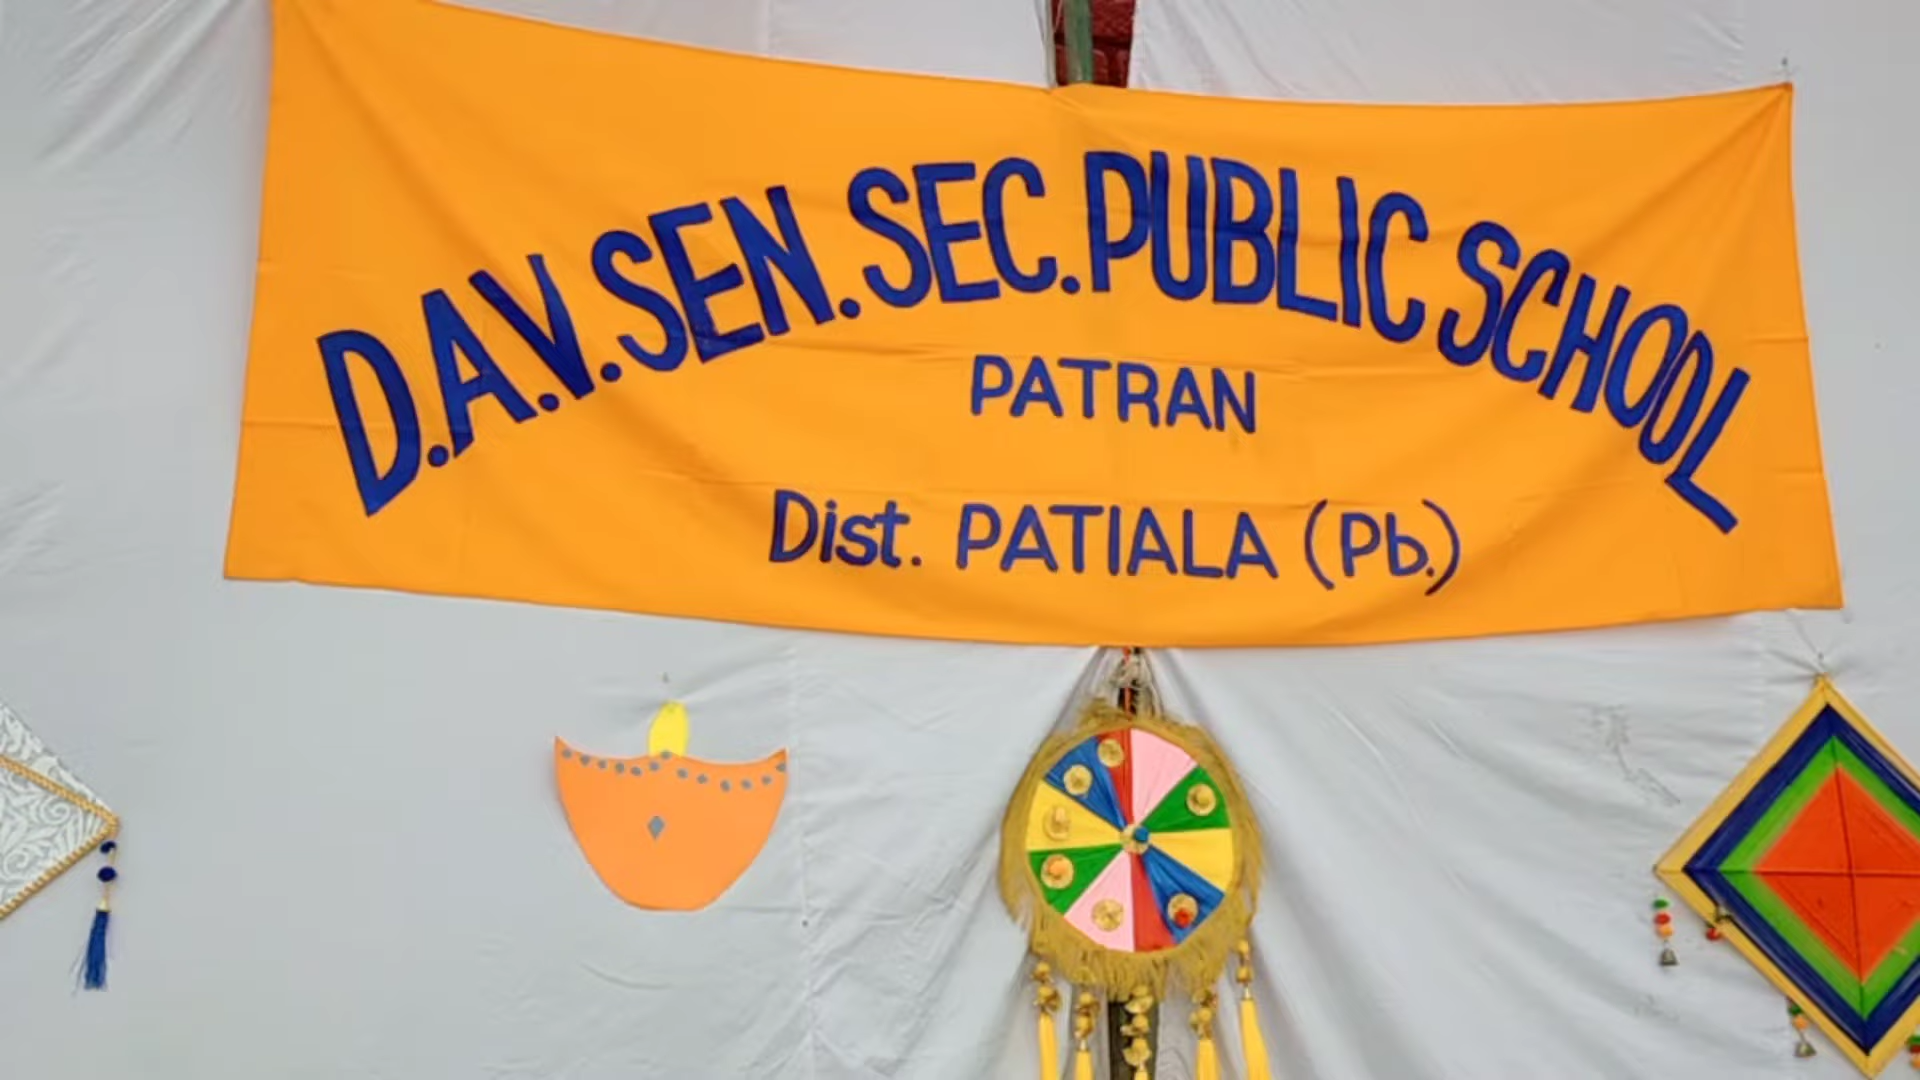 D.A.V. SEN. SEC. PUBLIC SCHOOL
PATRAN
Dist. PATIALA (Pb.)